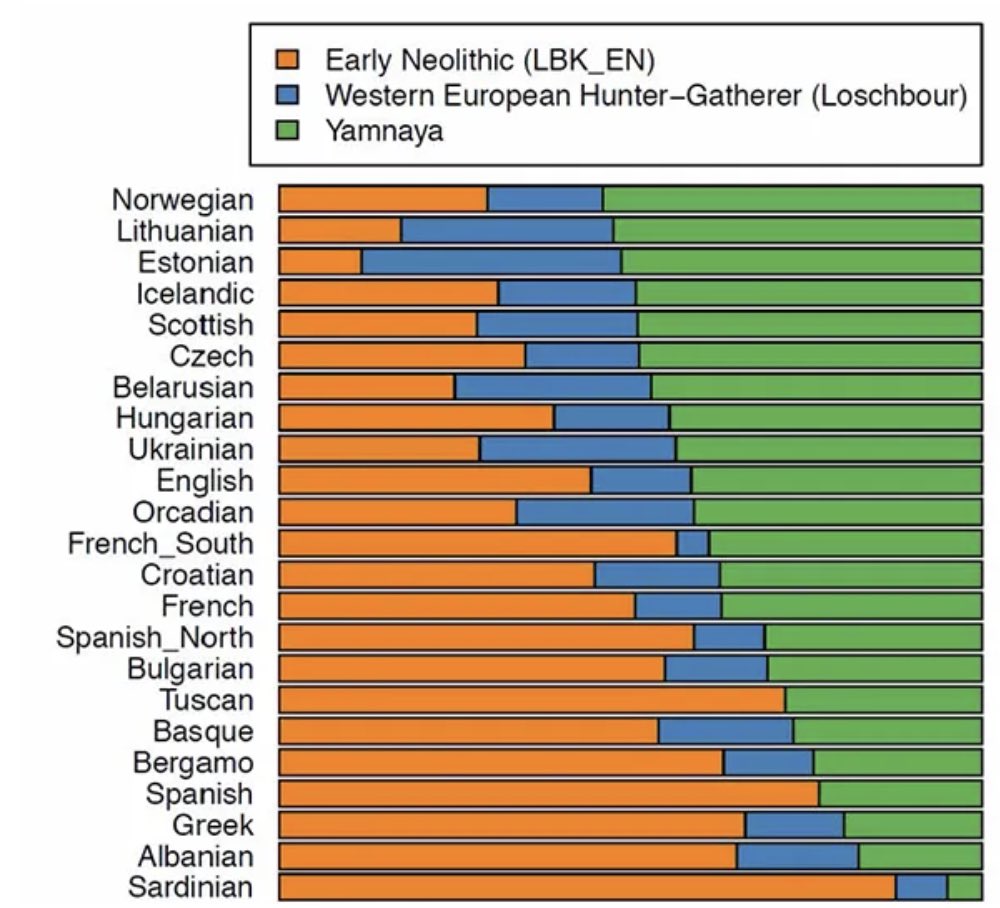 Early Neolithic (LBK_EN)
Western European Hunter−Gatherer (Loschbour)
Yamnaya
Norwegian
Lithuanian
Estonian
Icelandic
Scottish
Czech
Belarusian
Hungarian
Ukrainian
English
Orcadian
French_South
Croatian
French
Spanish_North
Bulgarian
Tuscan
Basque
Bergamo
Spanish
Greek
Albanian
Sardinian